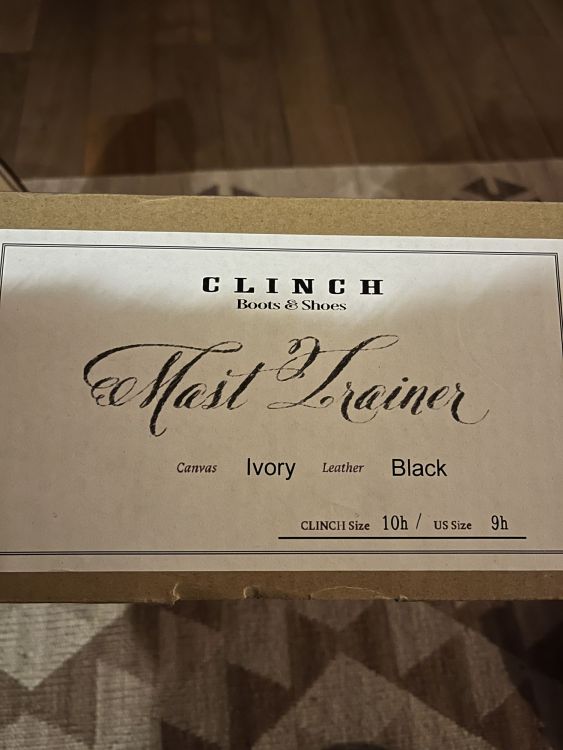 CLINCH
Boots & Shoes
Mast Trainer
Canvas Ivory Leather Black
CLINCH Size 10h / US Size 9h